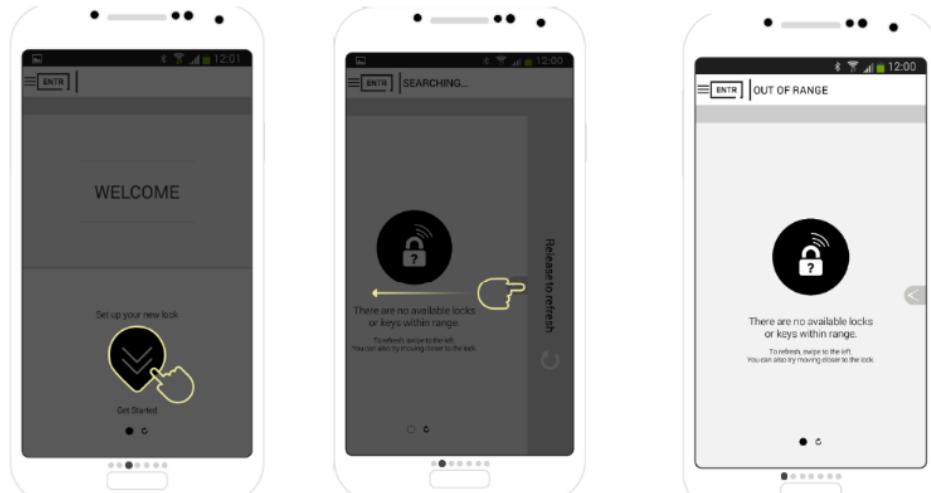 12:01
ENTR
WELCOME
Set up your new lock
Get Started
12:00
ENTR SEARCHING...
?
There are no available locks
or keys within range.
To refresh, swipe to the left.
You can also try moving closer to the lock.
Release to refresh
12:00
ENTR OUT OF RANGE
?
There are no available locks
or keys within range.
To refresh, swipe to the left.
You can also try moving closer to the lock.